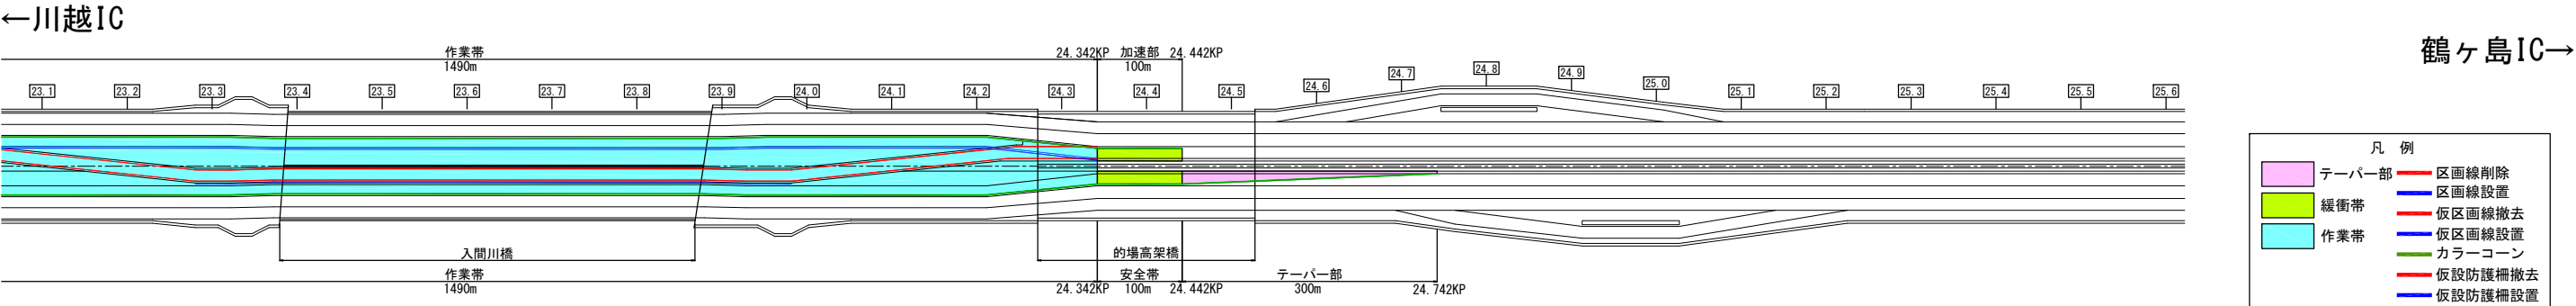 ←川越IC
鶴ヶ島IC→
作業帯
1490m
24.342KP
加速部
100m
24.442KP
23.1 23.2 23.3 23.4 23.5 23.6 23.7 23.8 23.9 24.0 24.1 24.2 24.3 24.4 24.5 24.6 24.7 24.8 24.9 25.0 25.1 25.2 25.3 25.4 25.5 25.6
入間川橋
的場高架橋
作業帯
1490m
24.342KP
安全帯
100m
24.442KP
テーパー部
300m
24.742KP
凡 例
テーパー部
緩衝帯
作業帯
区画線削除
区画線設置
仮区画線撤去
仮区画線設置
カラーコーン
仮設防護柵撤去
仮設防護柵設置